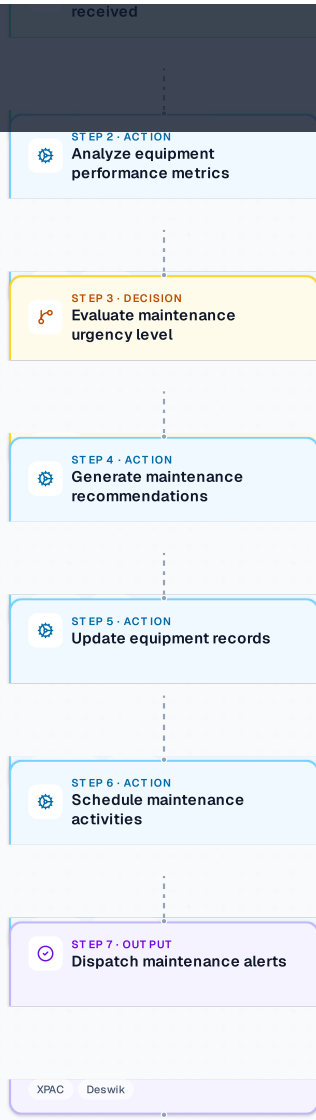 received
STEP 2 · ACTION
Analyze equipment
performance metrics
STEP 3 · DECISION
Evaluate maintenance
urgency level
STEP 4 · ACTION
Generate maintenance
recommendations
STEP 5 · ACTION
Update equipment records
STEP 6 · ACTION
Schedule maintenance
activities
STEP 7 · OUTPUT
Dispatch maintenance alerts
XPAC Deswik